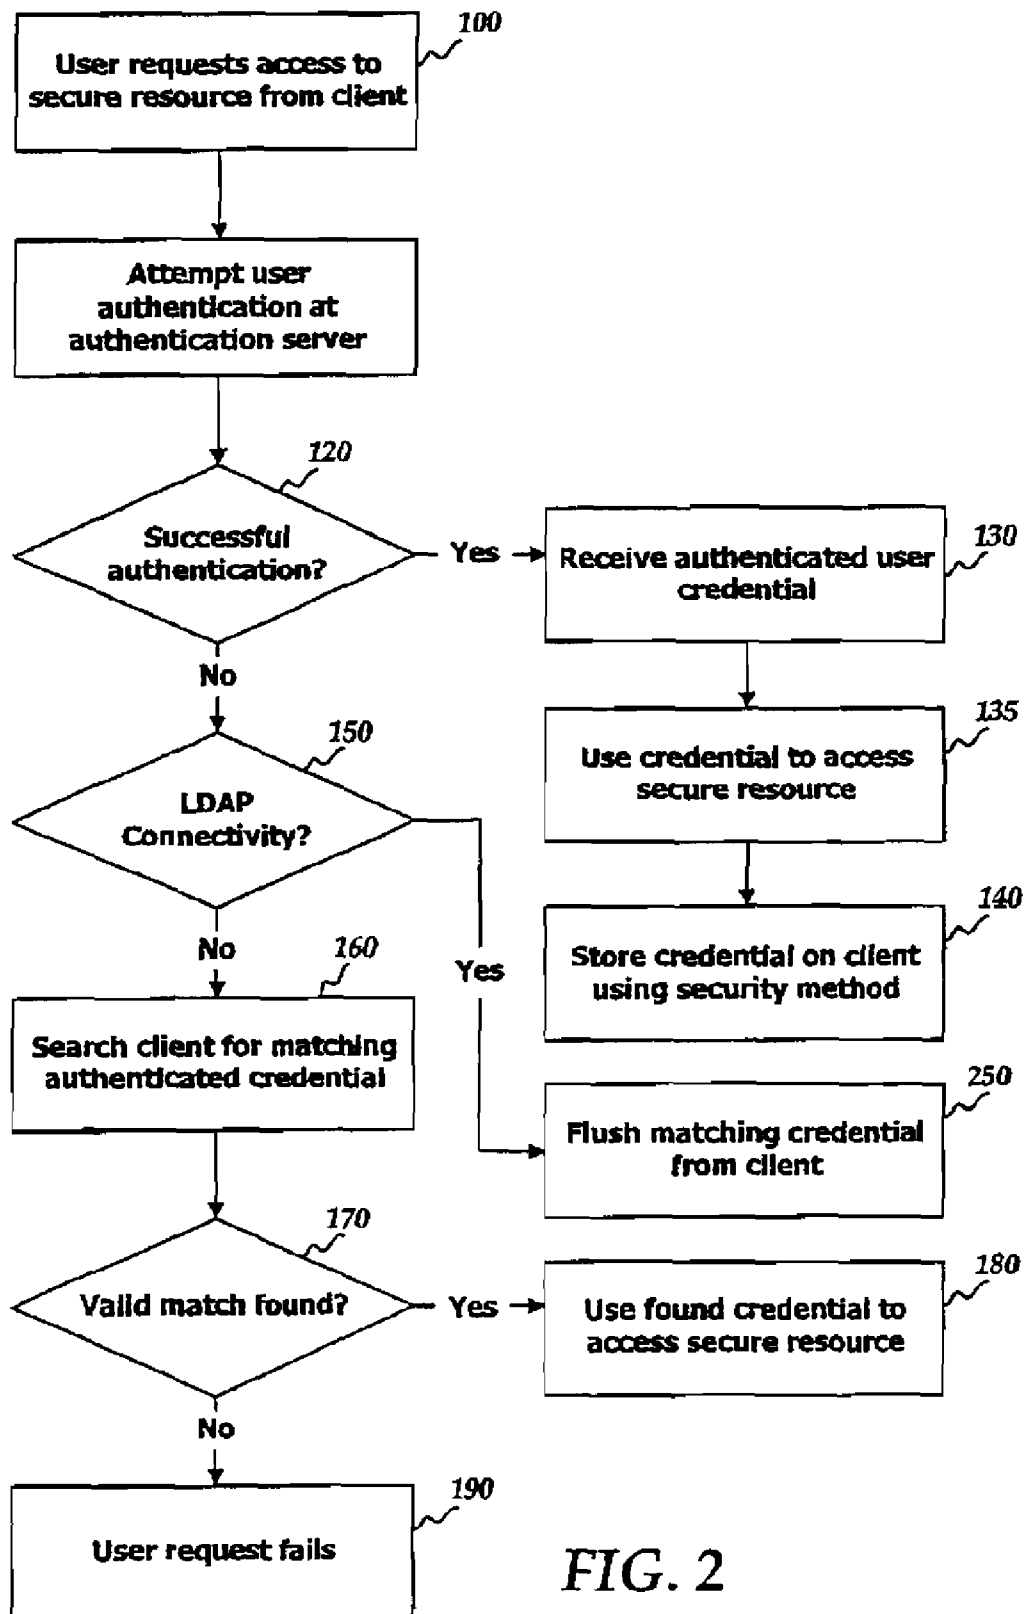 100
User requests access to
secure resource from client
Attempt user
authentication at
authentication server
120
Successful
authentication?
Yes
Receive authenticated user
credential
130
No
135
Use credential to access
secure resource
150
LDAP
Connectivity?
Yes
140
Store credential on client
using security method
No
160
Search client for matching
authenticated credential
250
Flush matching credential
from client
170
Valid match found?
Yes
180
Use found credential to
access secure resource
No
190
User request fails
FIG. 2